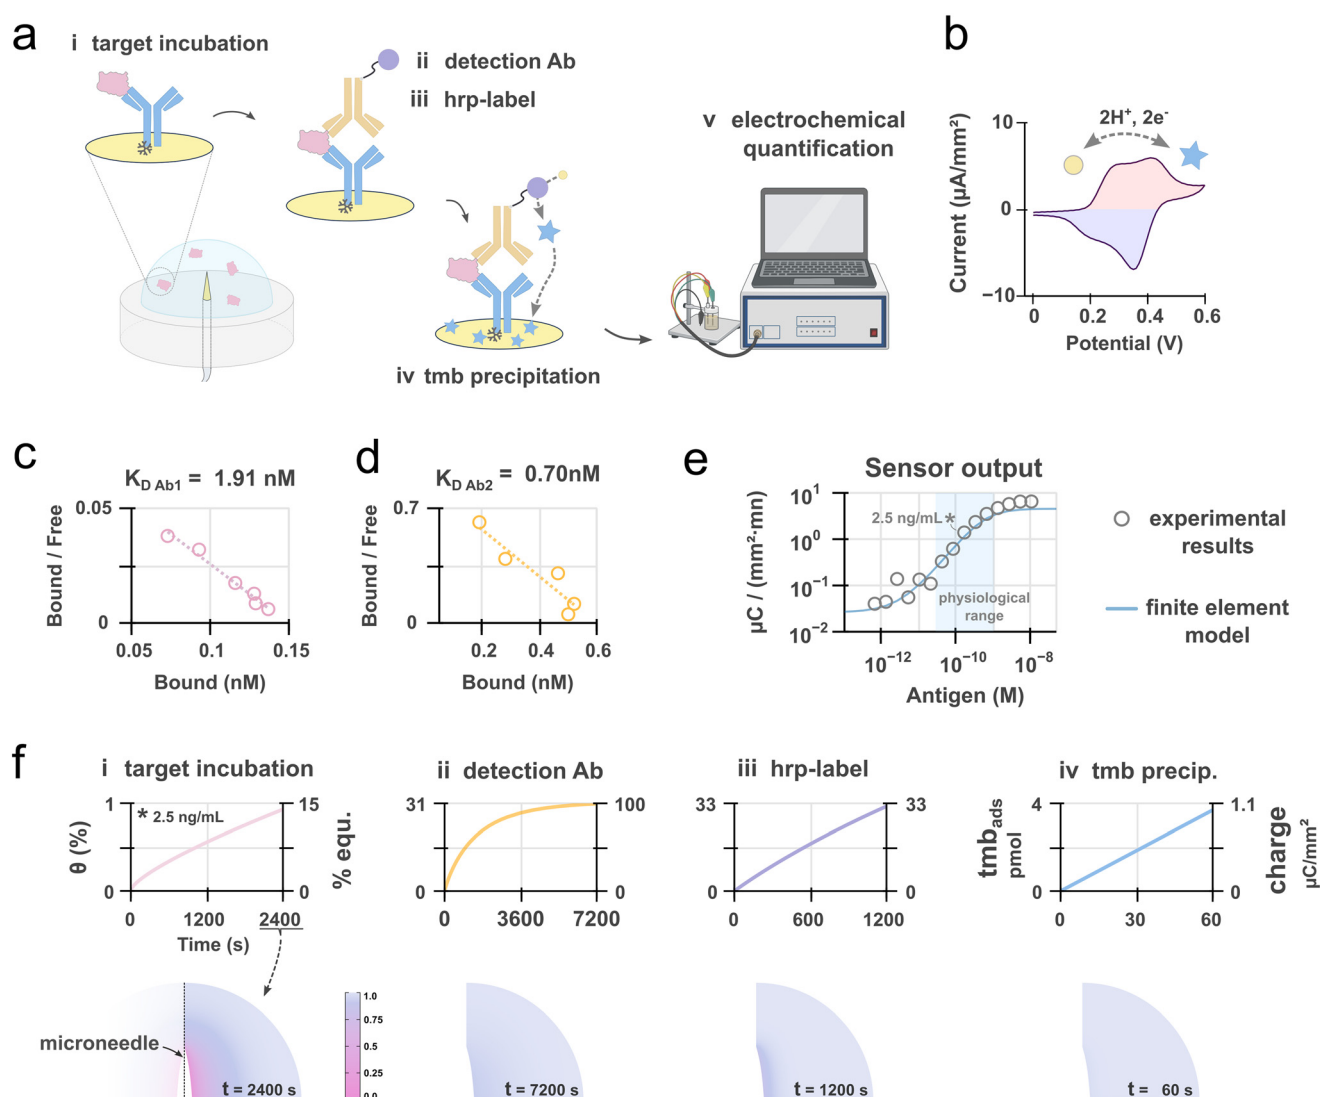 a
i target incubation
ii detection Ab
iii hrp-label
iv tmb precipitation
v electrochemical
quantification
b
2H⁺, 2e⁻
Current (µA/mm²)
10
0
−10
0 0.2 0.4 0.6
Potential (V)
c
K_D Ab1 = 1.91 nM
Bound / Free
0.05
0
0.05 0.1 0.15
Bound (nM)
d
K_D Ab2 = 0.70nM
Bound / Free
0.7
0
0.2 0.4 0.6
Bound (nM)
e
Sensor output
µC / (mm²·mn)
10¹
10⁰
10⁻¹
10⁻²
2.5 ng/mL *
physiological
range
10⁻¹² 10⁻¹⁰ 10⁻⁸
Antigen (M)
experimental
results
finite element
model
f
i target incubation
θ (%)
1
0
* 2.5 ng/mL
15
0
% equ.
0 1200 2400
Time (s)
ii detection Ab
31
0
100
0
0 3600 7200
iii hrp-label
33
0
33
0
0 600 1200
iv tmb precip.
tmb_ads
pmol
4
0
1.1
0
charge
µC/mm²
0 30 60
microneedle
t = 2400 s
1.0
0.75
0.5
0.25
0.0
t = 7200 s
t = 1200 s
t = 60 s